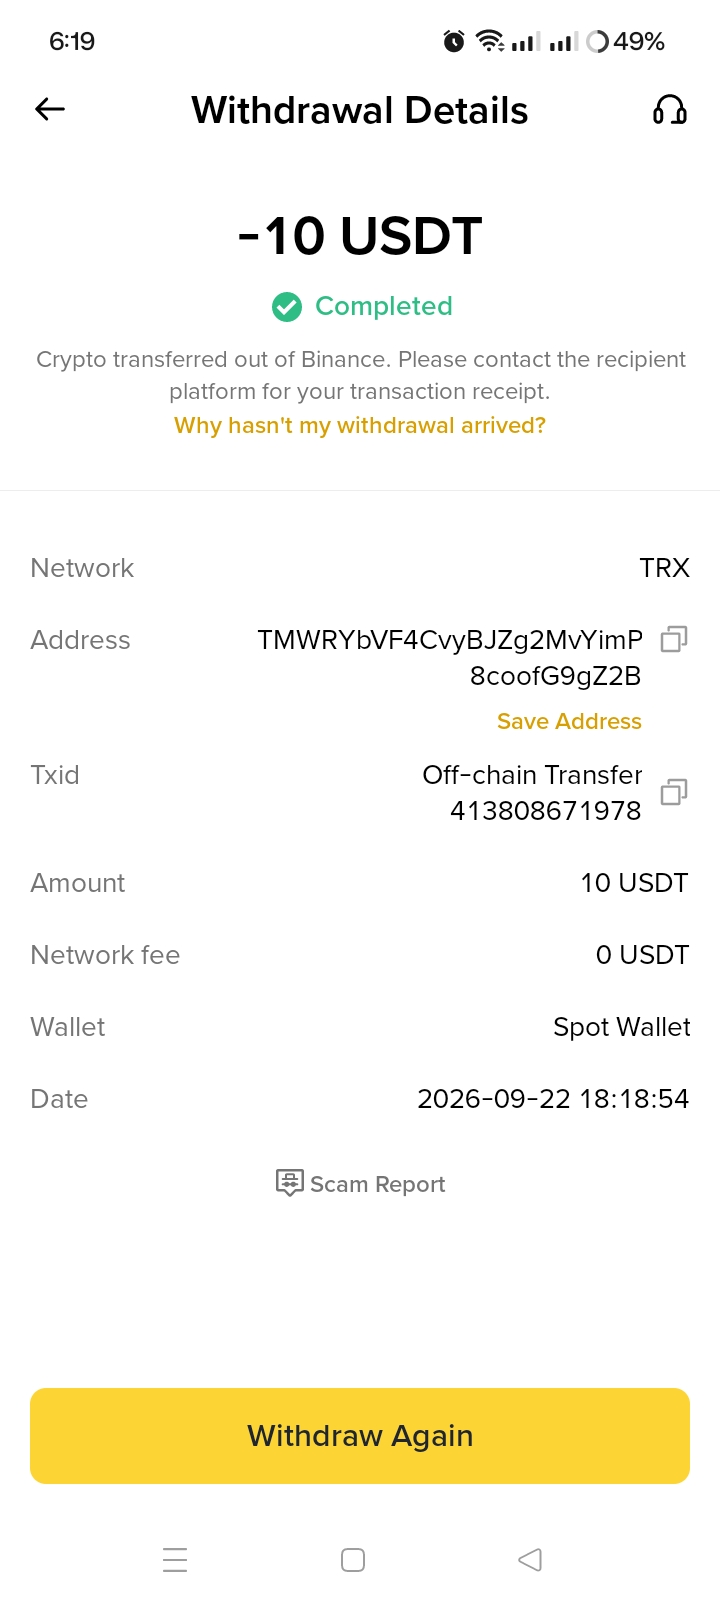 6:19
49%
Withdrawal Details
-10 USDT
Completed
Crypto transferred out of Binance. Please contact the recipient
platform for your transaction receipt.
Why hasn't my withdrawal arrived?
Network
TRX
Address
TMWRYbVF4CvyBJZg2MvYimP
8coofG9gZ2B
Save Address
Txid
Off-chain Transfer
413808671978
Amount
10 USDT
Network fee
0 USDT
Wallet
Spot Wallet
Date
2026-09-22 18:18:54
Scam Report
Withdraw Again